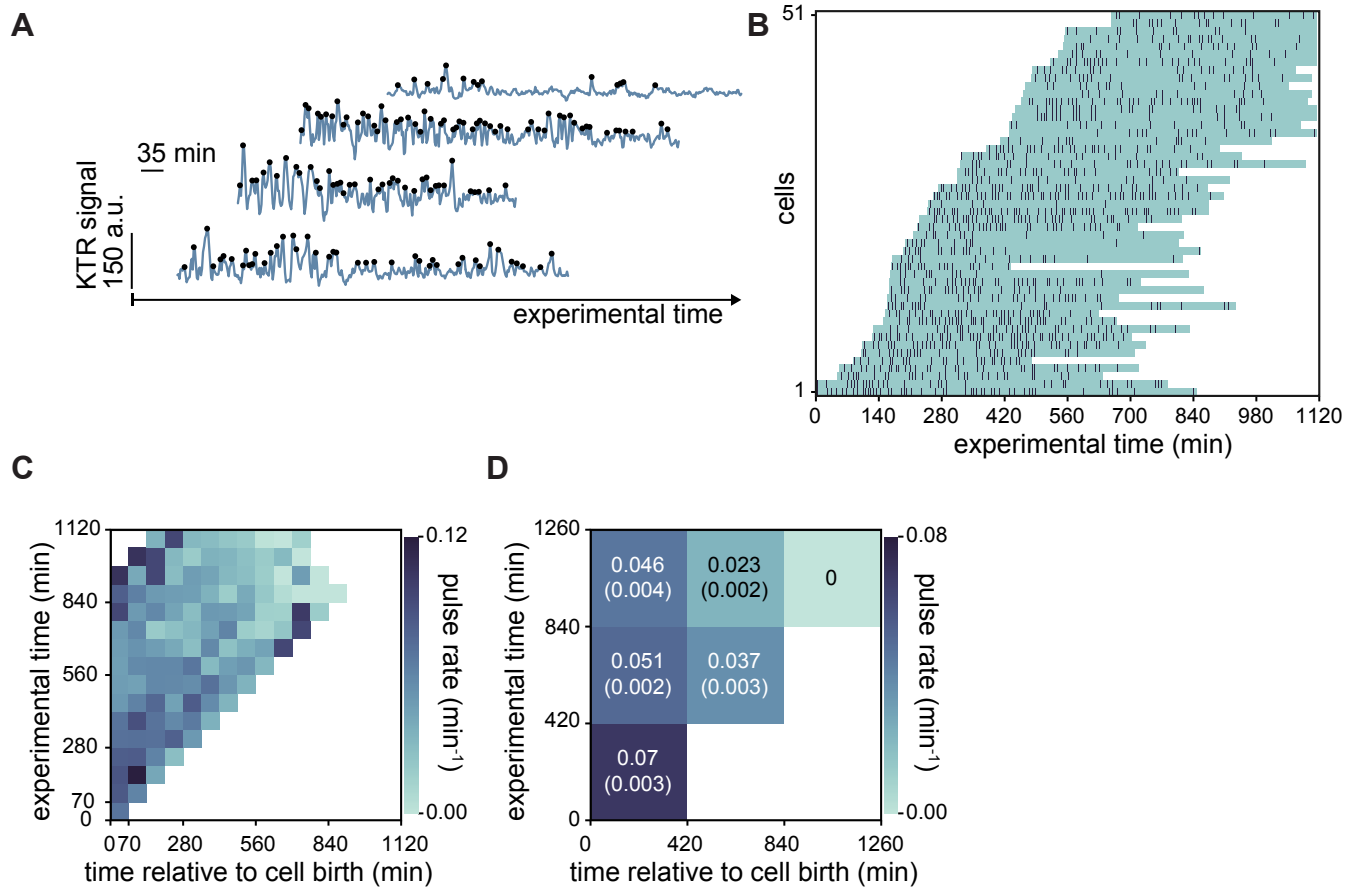 A
35 min
KTR signal
150 a.u.
experimental time
B
51
cells
1
0 140 280 420 560 700 840 980 1120
experimental time (min)
C
1120
840
560
280
70
0
experimental time (min)
0 70 280 560 840 1120
time relative to cell birth (min)
0.12
pulse rate (min-1)
0.00
D
1260
840
420
0
experimental time (min)
0.046
(0.004)
0.023
(0.002)
0
0.051
(0.002)
0.037
(0.003)
0.07
(0.003)
0 420 840 1260
time relative to cell birth (min)
0.08
pulse rate (min-1)
0.00